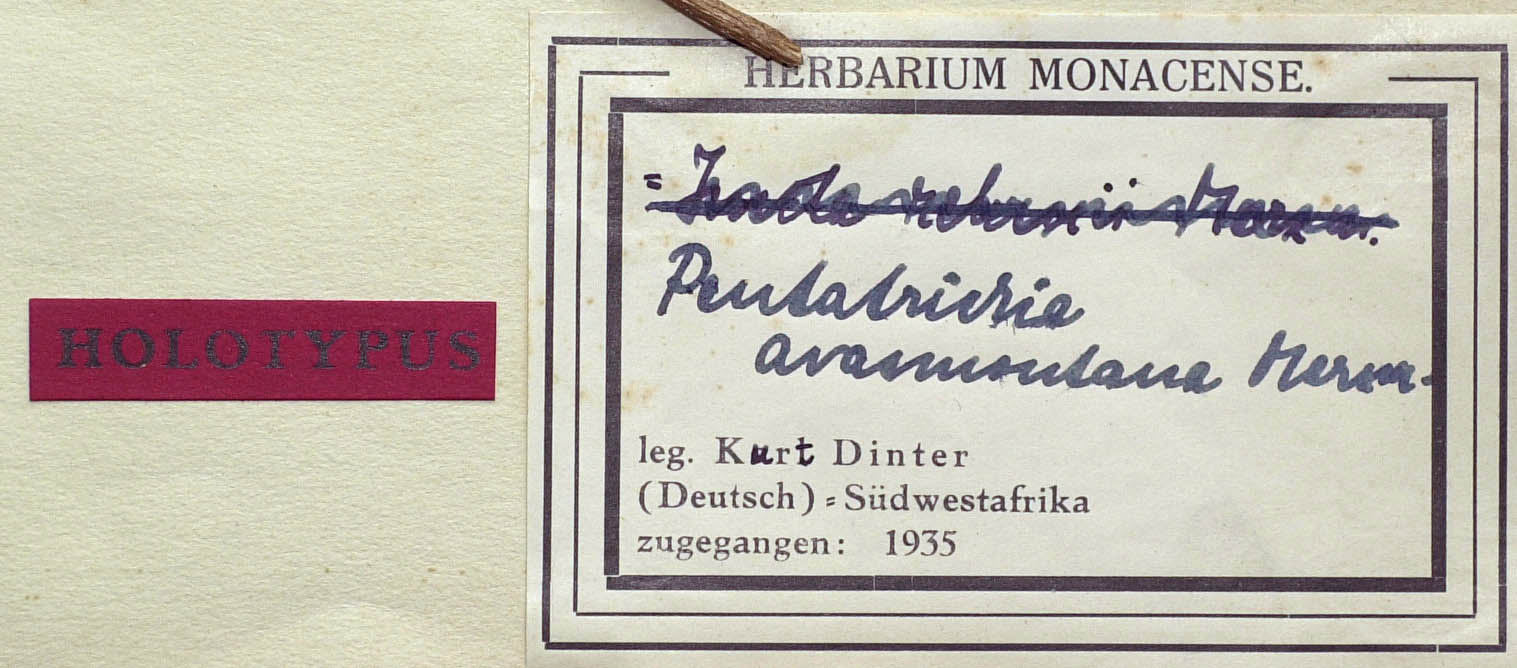 HERBARIUM MONACENSE.
Pentatrichia
avasmontana Merxm.
HOLOTYPUS
leg. Kurt Dinter
(Deutsch)-Südwestafrika
zugegangen: 1935